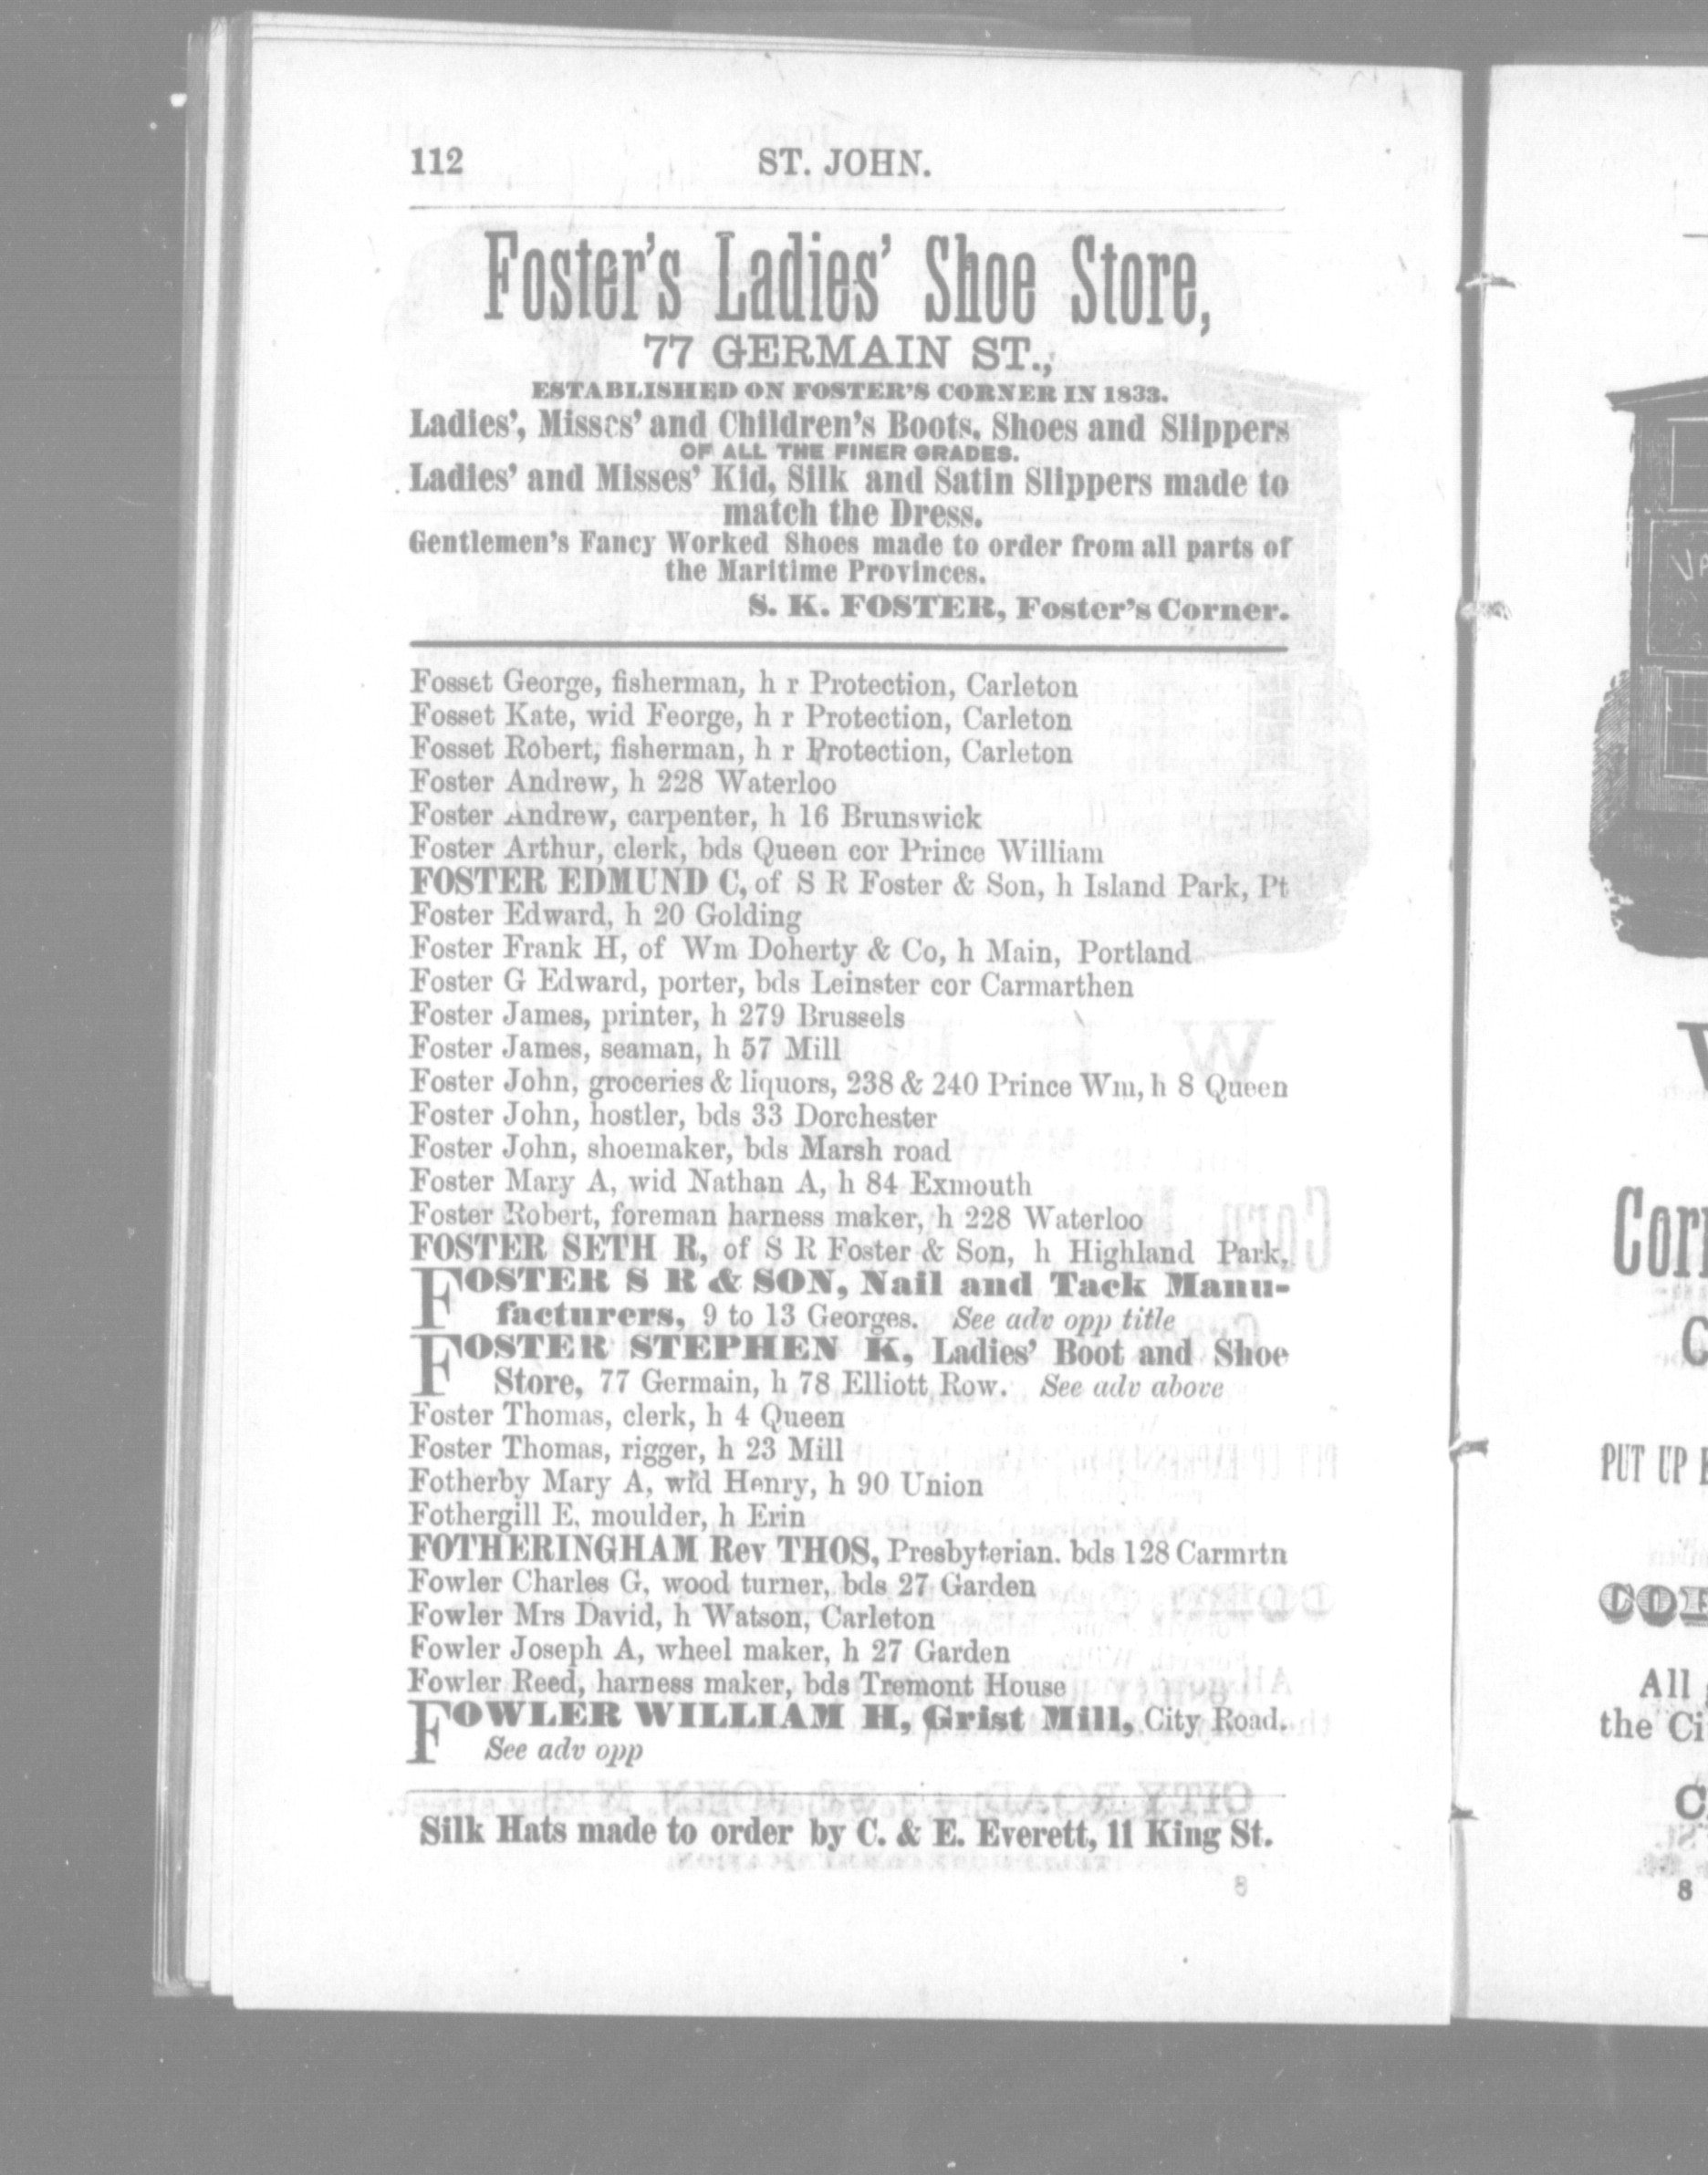 112 ST. JOHN.
Foster's Ladies' Shoe Store,
77 GERMAIN ST.,
ESTABLISHED ON FOSTER'S CORNER IN 1833.
Ladies', Misses' and Children's Boots, Shoes and Slippers
OF ALL THE FINER GRADES.
Ladies' and Misses' Kid, Silk and Satin Slippers made to
match the Dress.
Gentlemen's Fancy Worked Shoes made to order from all parts of
the Maritime Provinces.
S. K. FOSTER, Foster's Corner.
Fosset George, fisherman, h r Protection, Carleton
Fosset Kate, wid Feorge, h r Protection, Carleton
Fosset Robert, fisherman, h r Protection, Carleton
Foster Andrew, h 228 Waterloo
Foster Andrew, carpenter, h 16 Brunswick
Foster Arthur, clerk, bds Queen cor Prince William
FOSTER EDMUND C, of S R Foster & Son, h Island Park, Pt
Foster Edward, h 20 Golding
Foster Frank H, of Wm Doherty & Co, h Main, Portland
Foster G Edward, porter, bds Leinster cor Carmarthen
Foster James, printer, h 279 Brussels
Foster James, seaman, h 57 Mill
Foster John, groceries & liquors, 238 & 240 Prince Wm, h 8 Queen
Foster John, hostler, bds 33 Dorchester
Foster John, shoemaker, bds Marsh road
Foster Mary A, wid Nathan A, h 84 Exmouth
Foster Robert, foreman harness maker, h 228 Waterloo
FOSTER SETH R, of S R Foster & Son, h Highland Park,
FOSTER S R & SON, Nail and Tack Manu-
facturers, 9 to 13 Georges. See adv opp title
FOSTER STEPHEN K, Ladies' Boot and Shoe
Store, 77 Germain, h 78 Elliott Row. See adv above
Foster Thomas, clerk, h 4 Queen
Foster Thomas, rigger, h 23 Mill
Fotherby Mary A, wid Henry, h 90 Union
Fothergill E, moulder, h Erin
FOTHERINGHAM Rev THOS, Presbyterian. bds 128 Carmrtn
Fowler Charles G, wood turner, bds 27 Garden
Fowler Mrs David, h Watson, Carleton
Fowler Joseph A, wheel maker, h 27 Garden
Fowler Reed, harness maker, bds Tremont House
FOWLER WILLIAM H, Grist Mill, City Road.
See adv opp
Silk Hats made to order by C. & E. Everett, 11 King St.
8
PUT UP
All
the
8